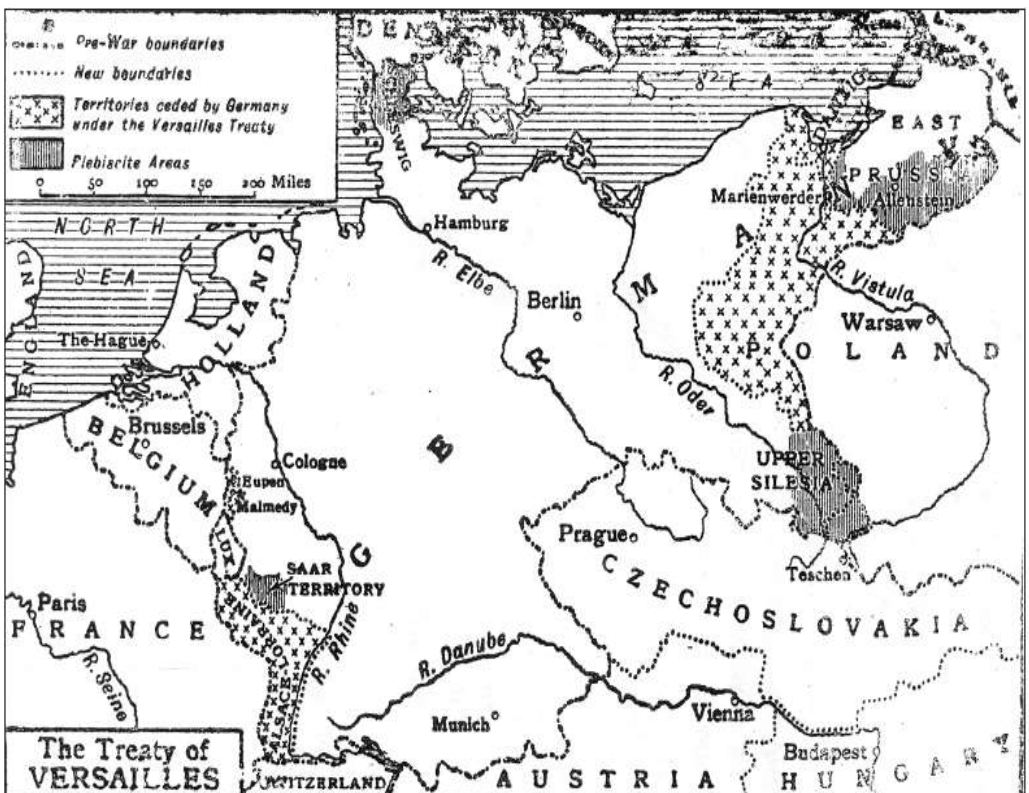 Pre-War boundaries
New boundaries
Territories ceded by Germany
under the Versailles Treaty
Plebiscite Areas
0 50 100 150 200 Miles
NORTH
SEA
ENGLAND
SEA
DANZIG
EAST
PRUSS
Marienwerder
Allenstein
SWIG
Hamburg
R. Elbe
Berlin
R. Vistula
Warsaw
POLAND
R. Oder
GERMANY
HOLLAND
The Hague
BELGIUM
Brussels
Cologne
Eupen
Malmedy
LUX
SAAR
TERRITORY
UPPER
SILESIA
Prague
Teschen
CZECHOSLOVAKIA
Paris
FRANCE
R. Seine
ALSACE-LORRAINE
R. Rhine
R. Danube
Munich
Vienna
Budapest
SWITZERLAND
AUSTRIA
HUNGARY
The Treaty of
VERSAILLES